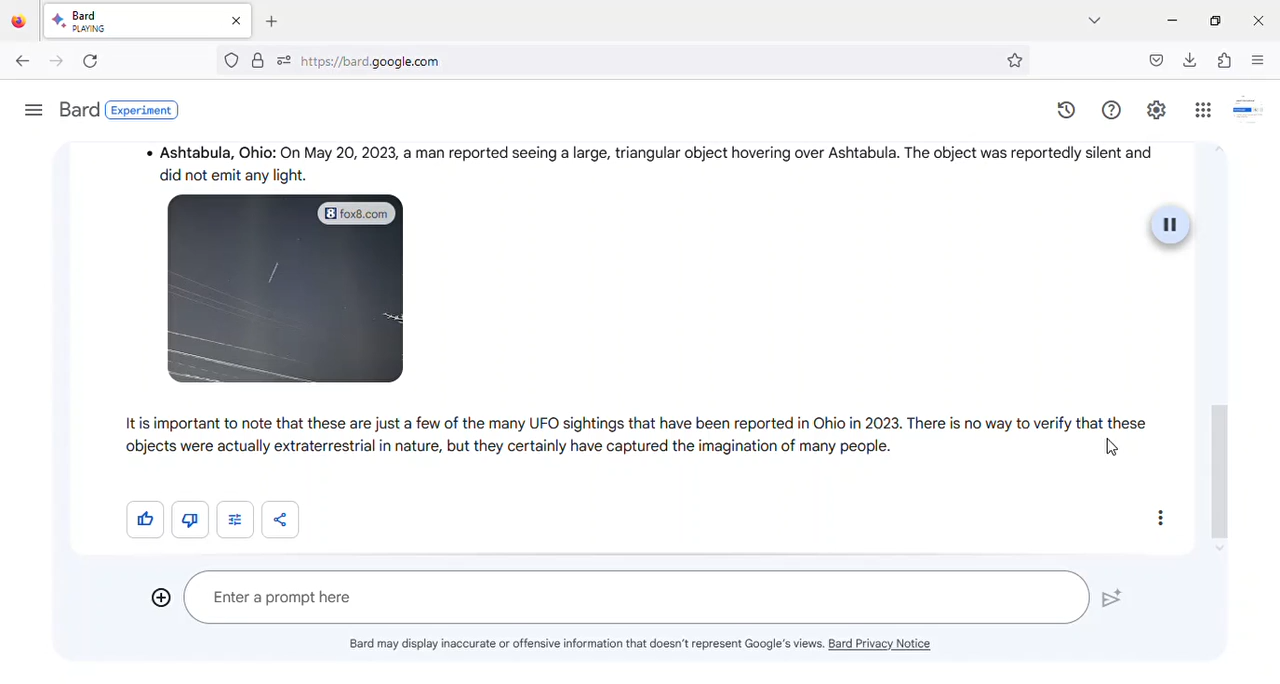 Bard
PLAYING
https://bard.google.com
Bard Experiment
• Ashtabula, Ohio: On May 20, 2023, a man reported seeing a large, triangular object hovering over Ashtabula. The object was reportedly silent and
did not emit any light.
8 fox8.com
It is important to note that these are just a few of the many UFO sightings that have been reported in Ohio in 2023. There is no way to verify that these
objects were actually extraterrestrial in nature, but they certainly have captured the imagination of many people.
Enter a prompt here
Bard may display inaccurate or offensive information that doesn't represent Google's views. Bard Privacy Notice